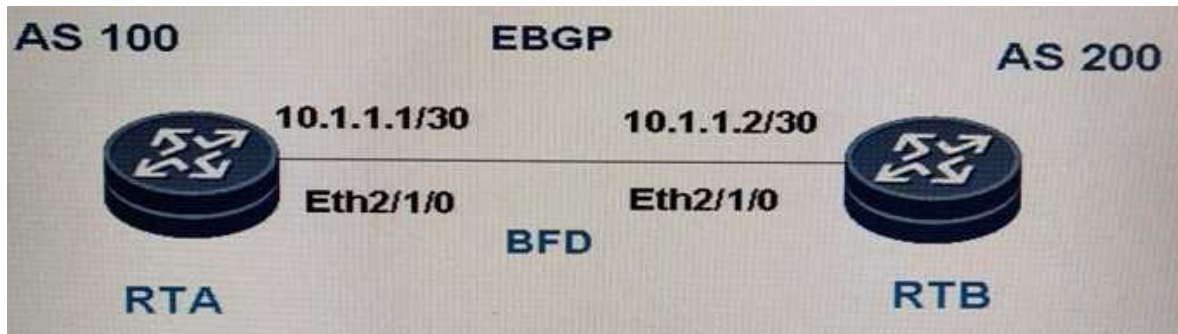 AS 100
EBGP
AS 200
10.1.1.1/30
10.1.1.2/30
Eth2/1/0
Eth2/1/0
BFD
RTA
RTB